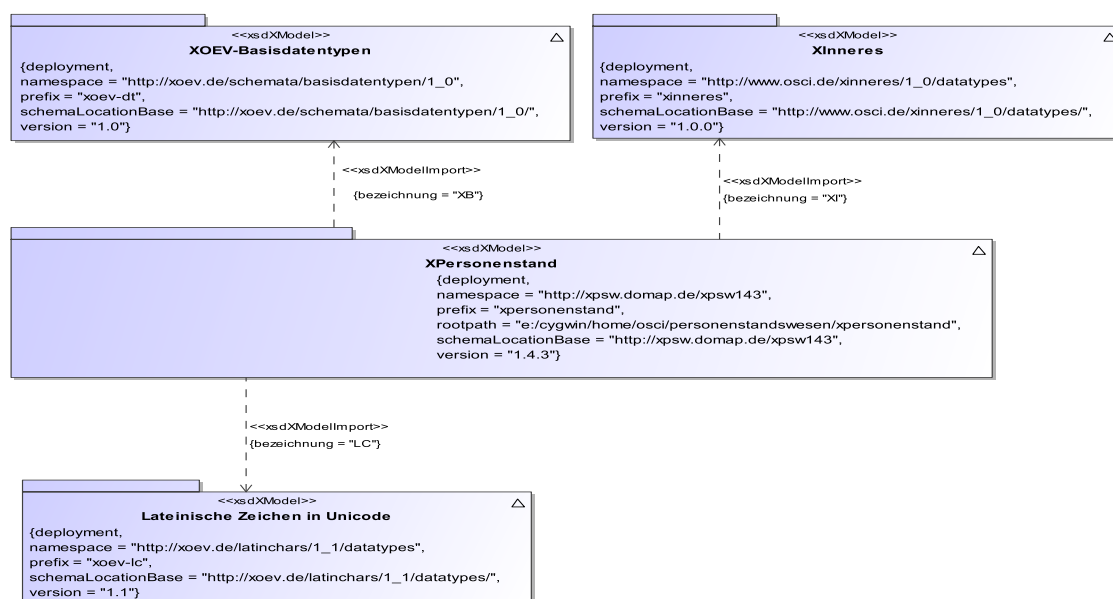 <<xsdXModel>>
XOEV-Basisdatentypen
{deployment,
namespace = "http://xoev.de/schemata/basisdatentypen/1_0",
prefix = "xoev-dt",
schemaLocationBase = "http://xoev.de/schemata/basisdatentypen/1_0/",
version = "1.0"}
<<xsdXModel>>
XInneres
{deployment,
namespace = "http://www.osci.de/xinneres/1_0/datatypes",
prefix = "xinneres",
schemaLocationBase = "http://www.osci.de/xinneres/1_0/datatypes/",
version = "1.0.0"}
<<xsdXModelImport>>
{bezeichnung = "XB"}
<<xsdXModelImport>>
{bezeichnung = "XI"}
<<xsdXModel>>
XPersonenstand
{deployment,
namespace = "http://xpsw.domap.de/xpsw143",
prefix = "xpersonenstand",
rootpath = "e:/cygwin/home/osci/personenstandswesen/xpersonenstand",
schemaLocationBase = "http://xpsw.domap.de/xpsw143",
version = "1.4.3"}
<<xsdXModelImport>>
{bezeichnung = "LC"}
<<xsdXModel>>
Lateinische Zeichen in Unicode
{deployment,
namespace = "http://xoev.de/latinchars/1_1/datatypes",
prefix = "xoev-lc",
schemaLocationBase = "http://xoev.de/latinchars/1_1/datatypes/",
version = "1.1"}